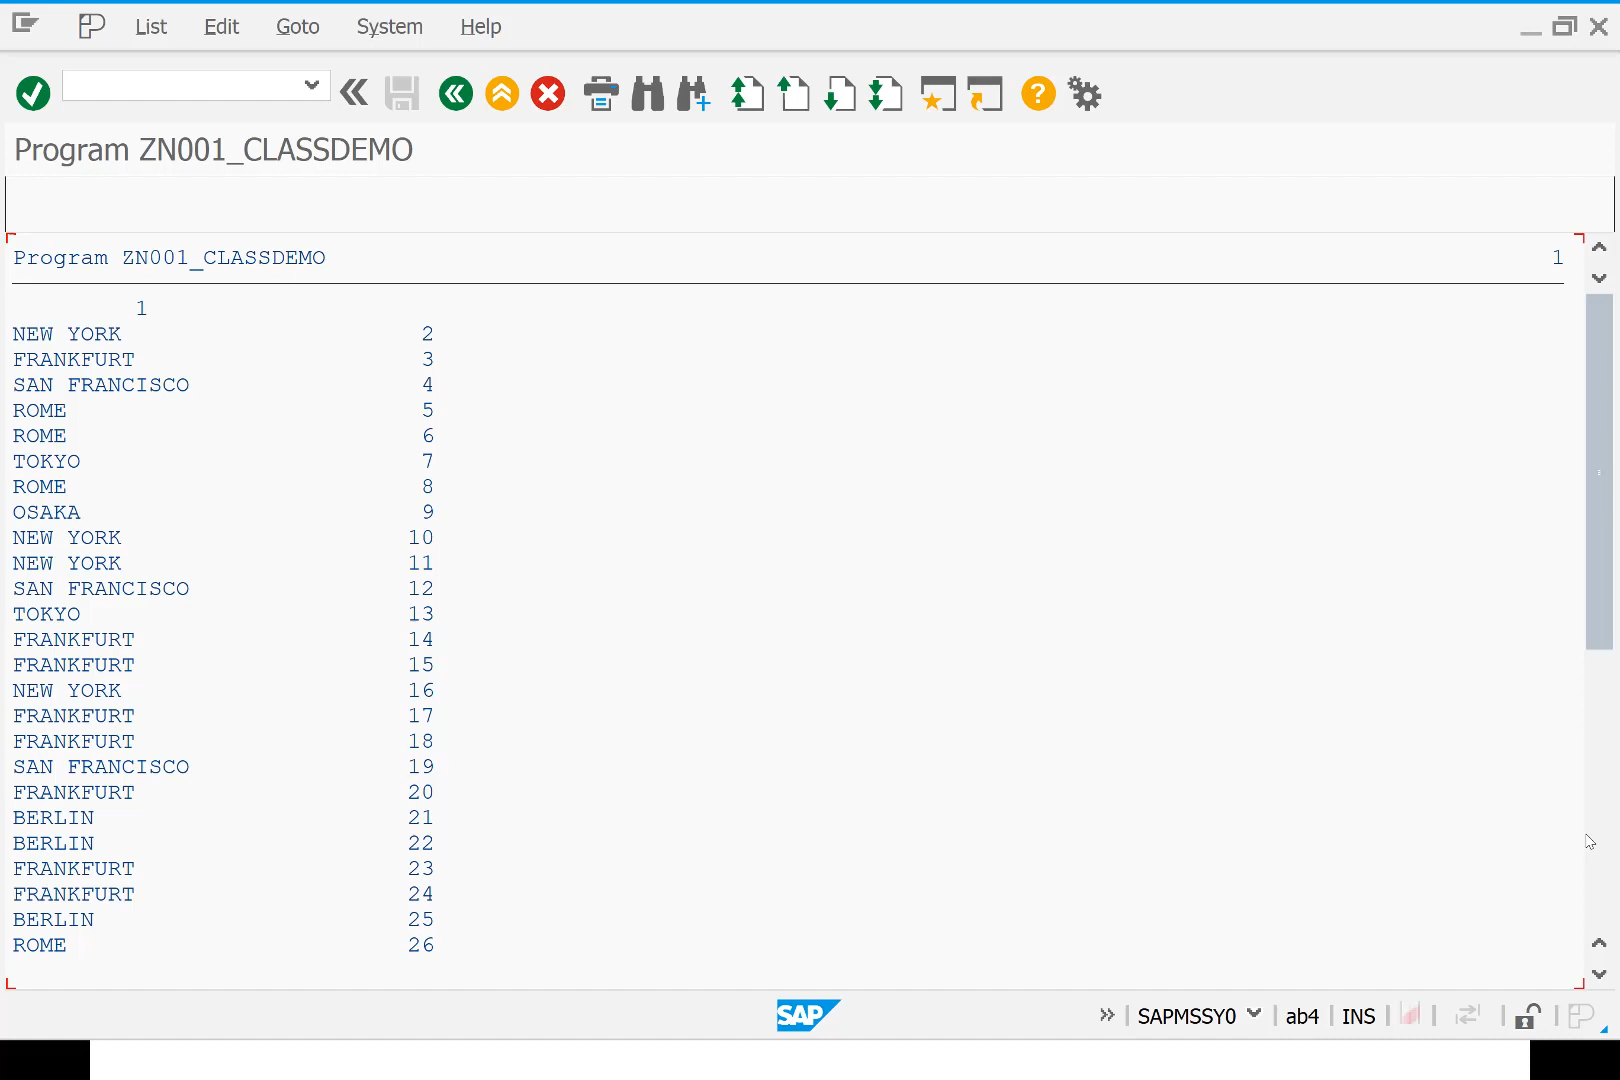 List Edit Goto System Help
Program ZN001_CLASSDEMO
Program ZN001_CLASSDEMO 1
1
NEW YORK 2
FRANKFURT 3
SAN FRANCISCO 4
ROME 5
ROME 6
TOKYO 7
ROME 8
OSAKA 9
NEW YORK 10
NEW YORK 11
SAN FRANCISCO 12
TOKYO 13
FRANKFURT 14
FRANKFURT 15
NEW YORK 16
FRANKFURT 17
FRANKFURT 18
SAN FRANCISCO 19
FRANKFURT 20
BERLIN 21
BERLIN 22
FRANKFURT 23
FRANKFURT 24
BERLIN 25
ROME 26
SAP SAPMSSY0 ab4 INS